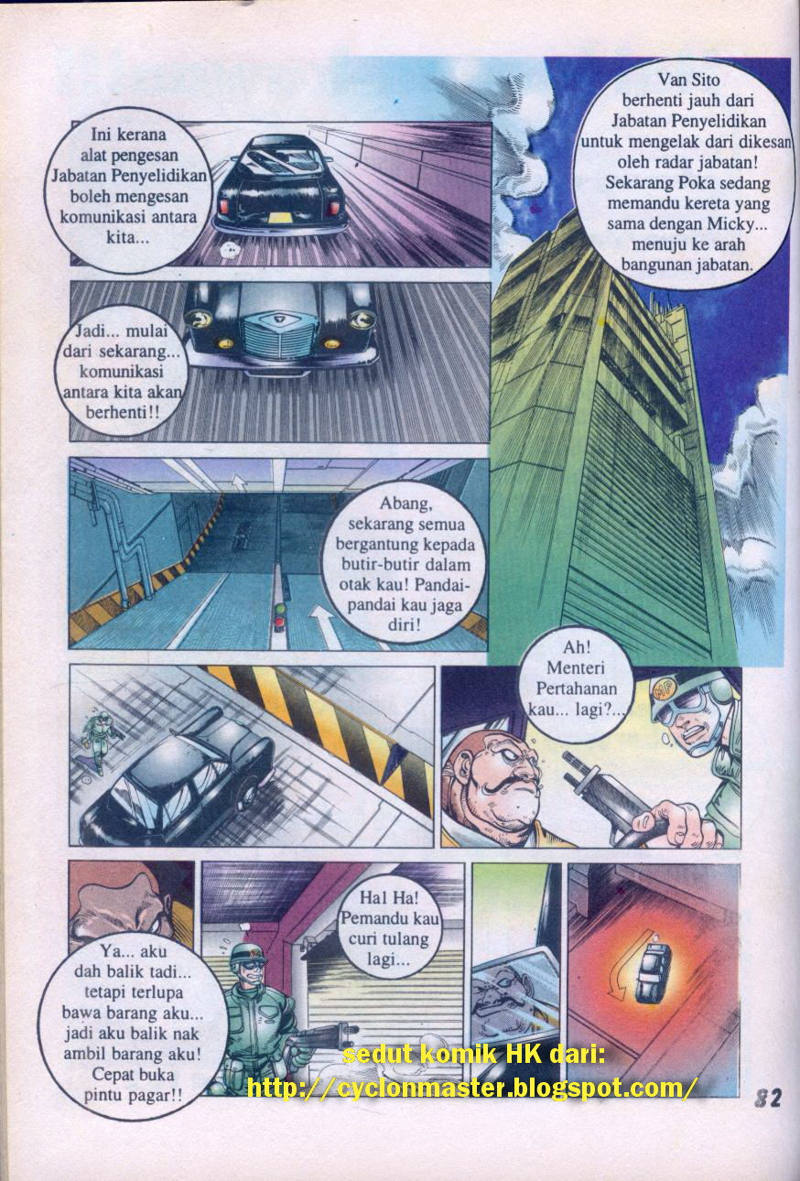 Van Sito
berhenti jauh dari
Jabatan Penyelidikan
untuk mengelak dari dikesan
oleh radar jabatan!
Sekarang Poka sedang
memandu kereta yang
sama dengan Micky...
menuju ke arah
bangunan jabatan.
Ini kerana
alat pengesan
Jabatan Penyelidikan
boleh mengesan
komunikasi antara
kita...
Jadi... mulai
dari sekarang...
komunikasi
antara kita akan
berhenti!!
Abang,
sekarang semua
bergantung kepada
butir-butir dalam
otak kau! Pandai-
pandai kau jaga
diri!
Ah!
Menteri
Pertahanan
kau... lagi?...
MP
Ya... aku
dah balik tadi...
tetapi terlupa
bawa barang aku...
jadi aku balik nak
ambil barang aku!
Cepat buka
pintu pagar!!
Hal Ha!
Pemandu kau
curi tulang
lagi...
sedut komik HK dari:
http://cyclonmaster.blogspot.com/
82